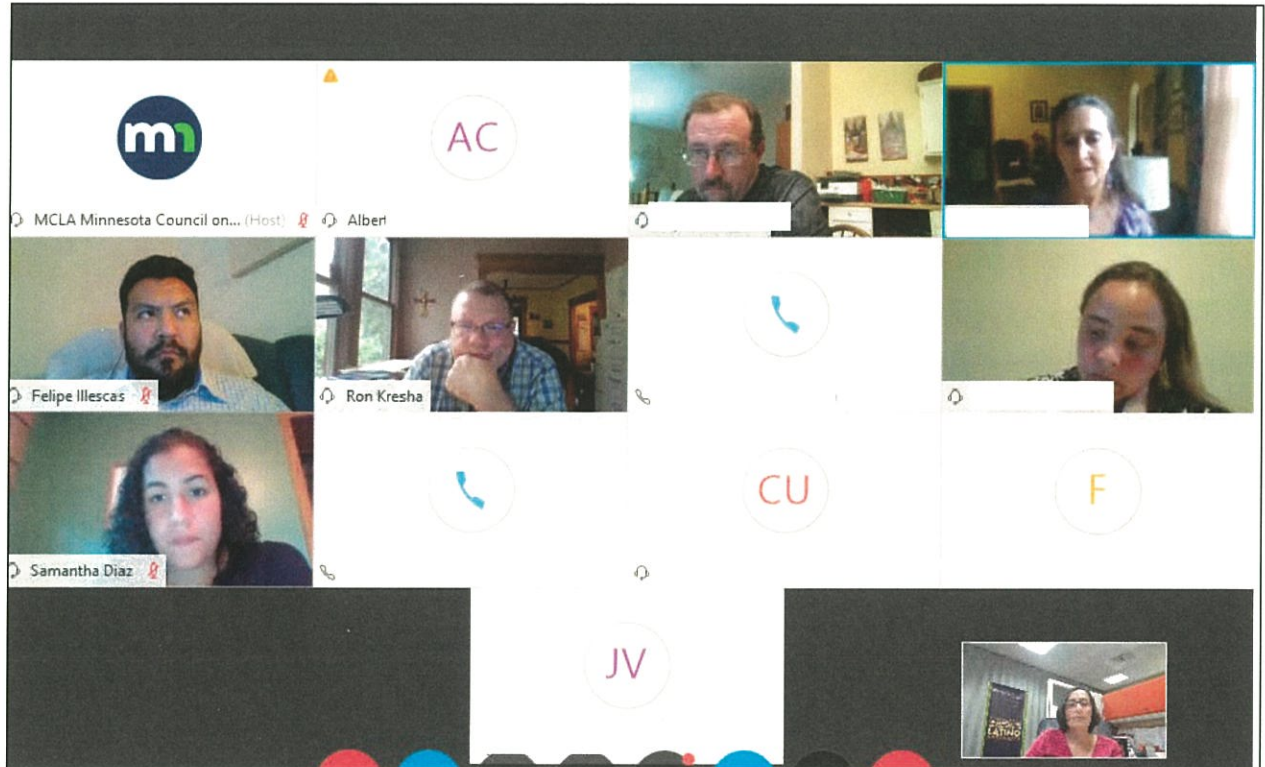 mn
AC
MCLA Minnesota Council on... (Host)
Albert
Felipe Illescas
Ron Kresha
CU
F
Samantha Diaz
JV
LATINO